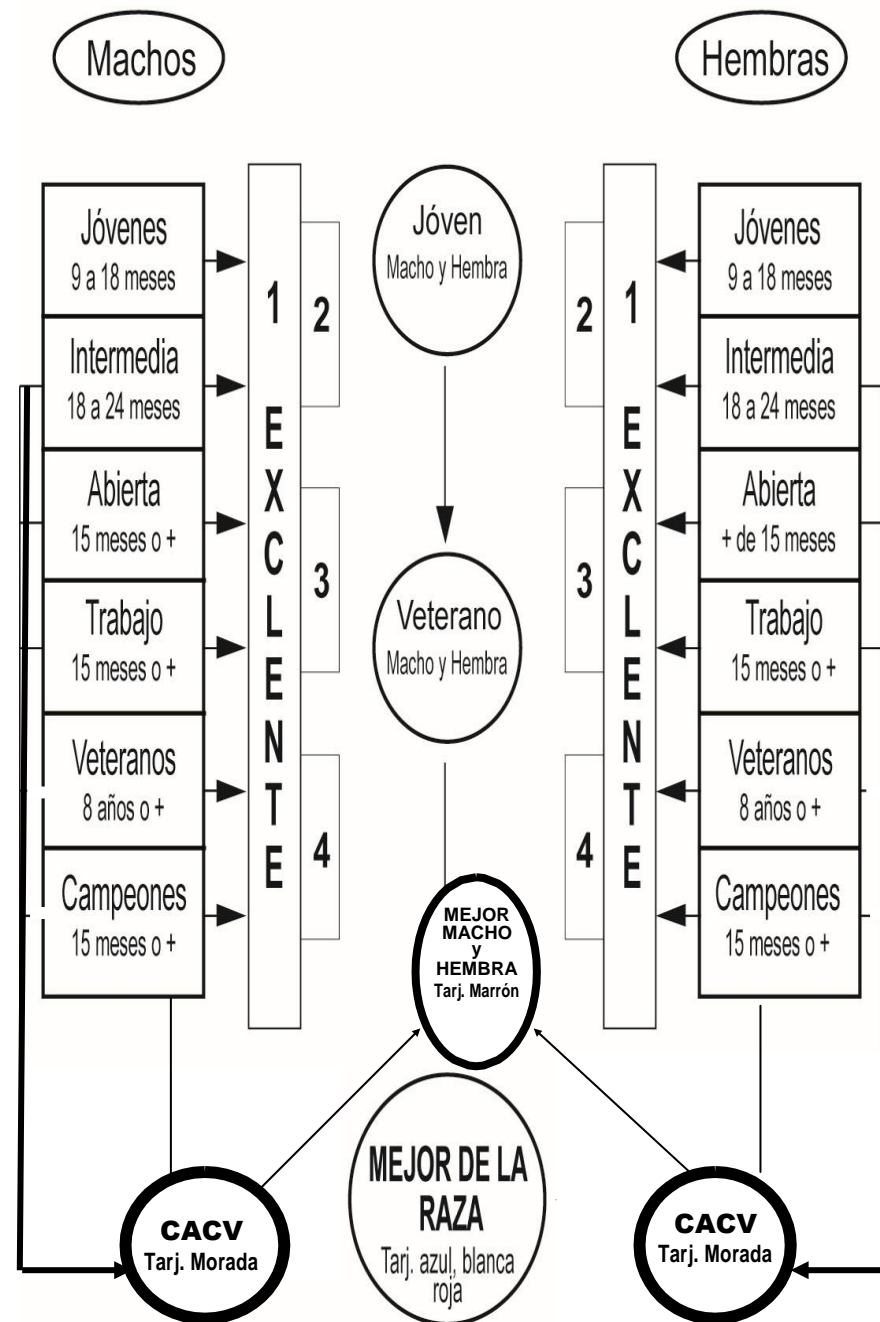 Machos
Hembras
Jóvenes
9 a 18 meses
Intermedia
18 a 24 meses
Abierta
15 meses o +
Trabajo
15 meses o +
Veteranos
8 años o +
Campeones
15 meses o +
1
EXCLENTE
2
3
4
Jóven
Macho y Hembra
Veterano
Macho y Hembra
MEJOR
MACHO
y
HEMBRA
Tarj. Marrón
MEJOR DE LA
RAZA
Tarj. azul, blanca
roja
2
3
4
1
EXCLENTE
Jóvenes
9 a 18 meses
Intermedia
18 a 24 meses
Abierta
+ de 15 meses
Trabajo
15 meses o +
Veteranos
8 años o +
Campeones
15 meses o +
CACV
Tarj. Morada
CACV
Tarj. Morada